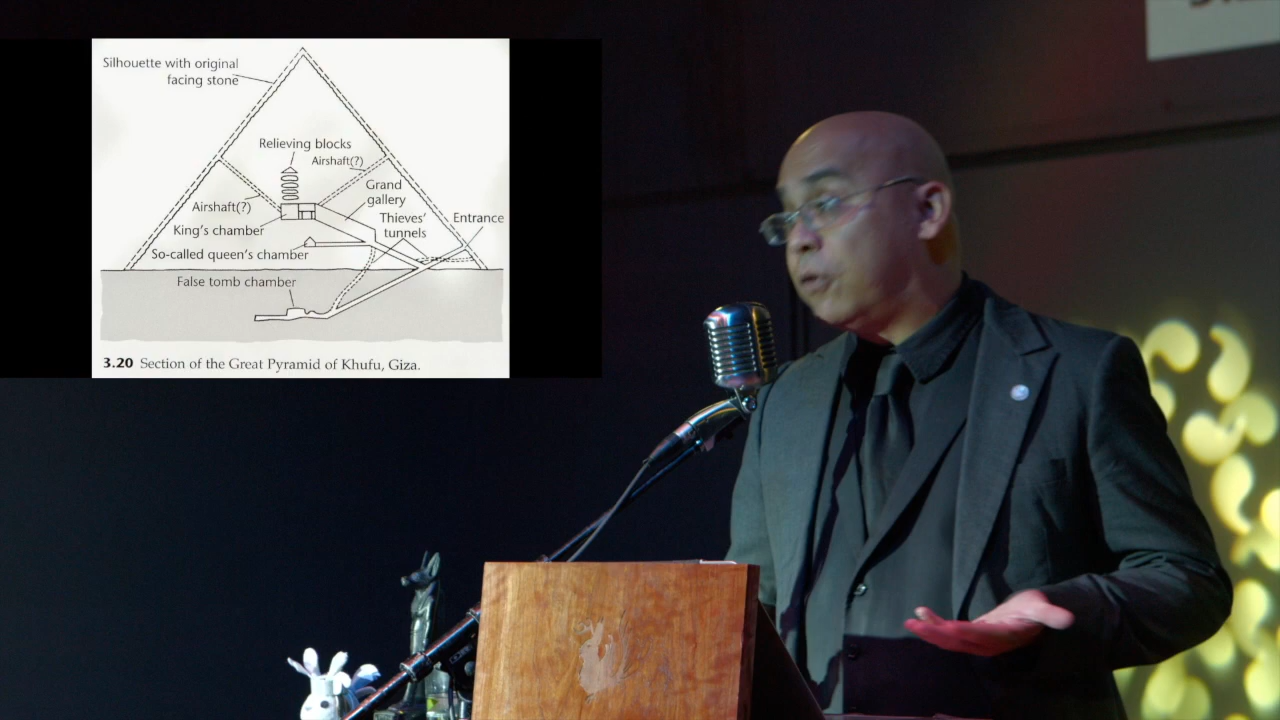 Silhouette with original
facing stone
Relieving blocks
Airshaft(?)
Grand
gallery
Airshaft(?)
Thieves'
tunnels
Entrance
King's chamber
So-called queen's chamber
False tomb chamber
3.20 Section of the Great Pyramid of Khufu, Giza.